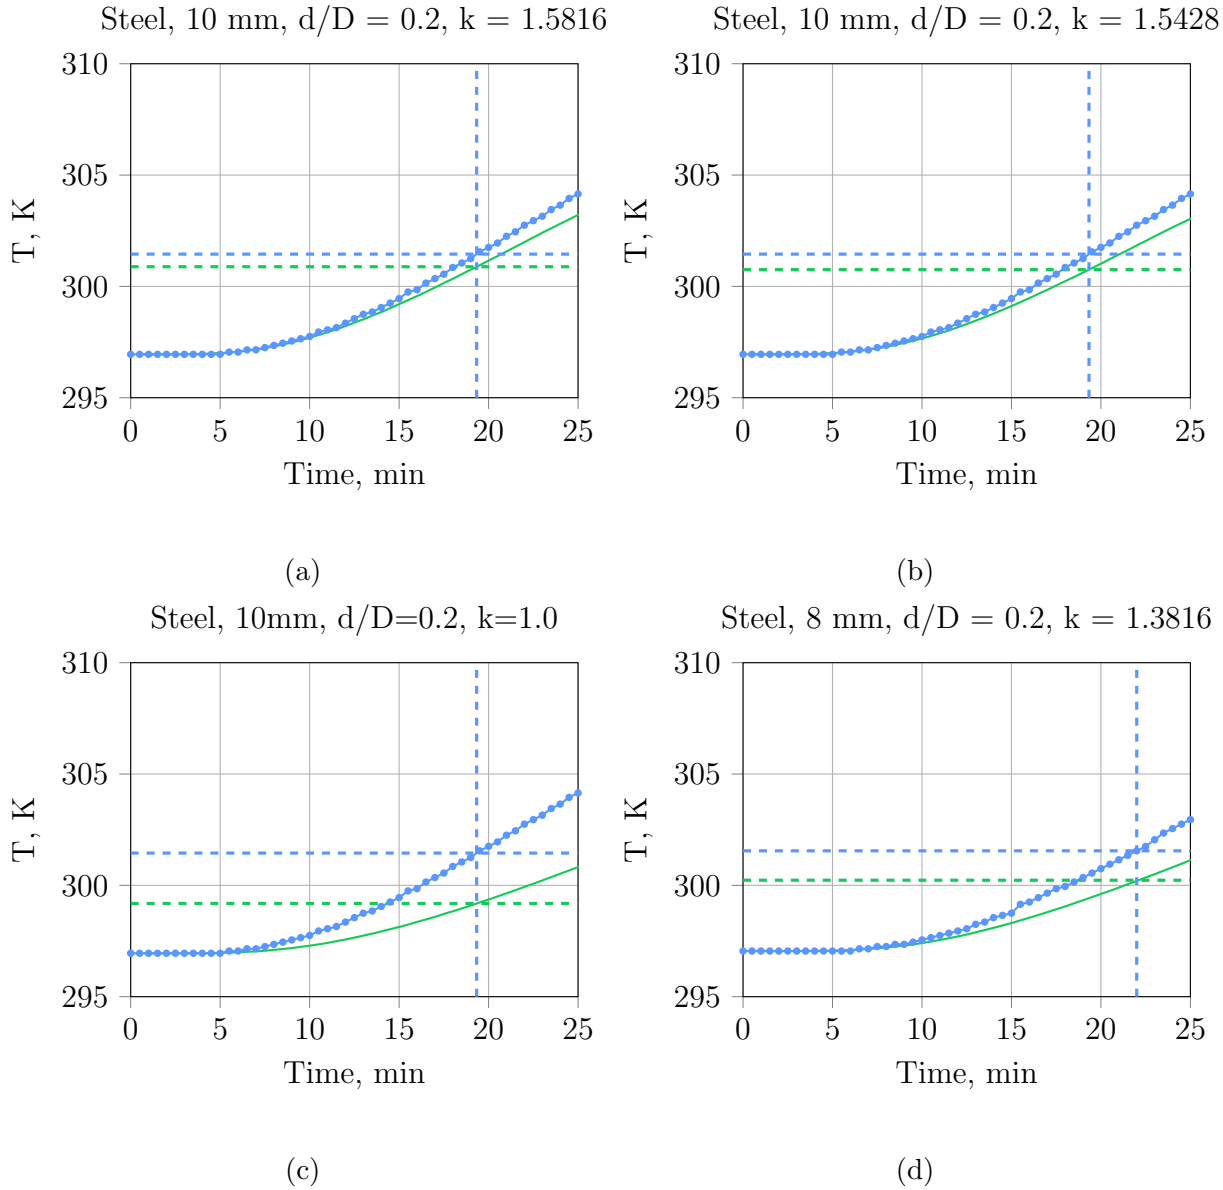 Steel, 10 mm, d/D = 0.2, k = 1.5816
310
305
300
295
T, K
0 5 10 15 20 25
Time, min
(a)
Steel, 10 mm, d/D = 0.2, k = 1.5428
310
305
300
295
T, K
0 5 10 15 20 25
Time, min
(b)
Steel, 10mm, d/D=0.2, k=1.0
310
305
300
295
T, K
0 5 10 15 20 25
Time, min
(c)
Steel, 8 mm, d/D = 0.2, k = 1.3816
310
305
300
295
T, K
0 5 10 15 20 25
Time, min
(d)